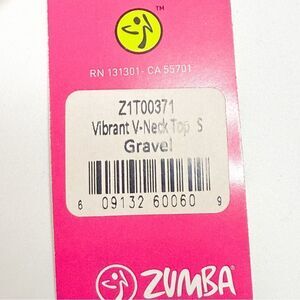 RN 131301- CA 55701
Z1T00371
Vibrant V-Neck Top S
Gravel
6 09132 60060 9
ZUMBA